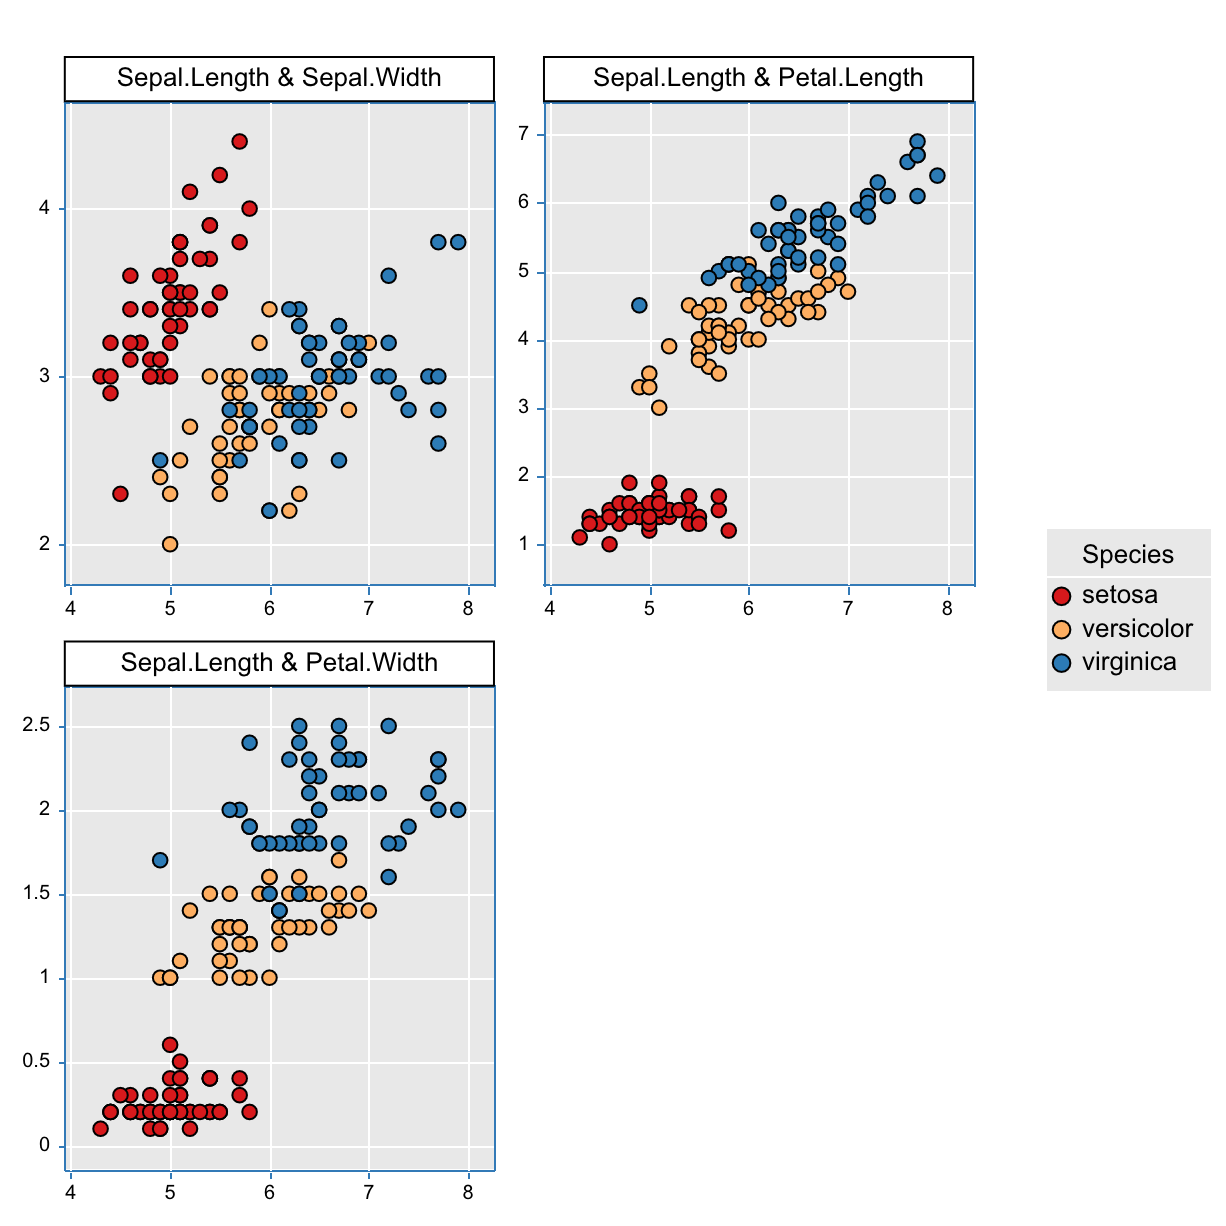 Sepal.Length & Sepal.Width
Sepal.Length & Petal.Length
4
3
2
4 5 6 7 8
7
6
5
4
3
2
1
4 5 6 7 8
Species
setosa
versicolor
virginica
Sepal.Length & Petal.Width
2.5
2
1.5
1
0.5
0
4 5 6 7 8